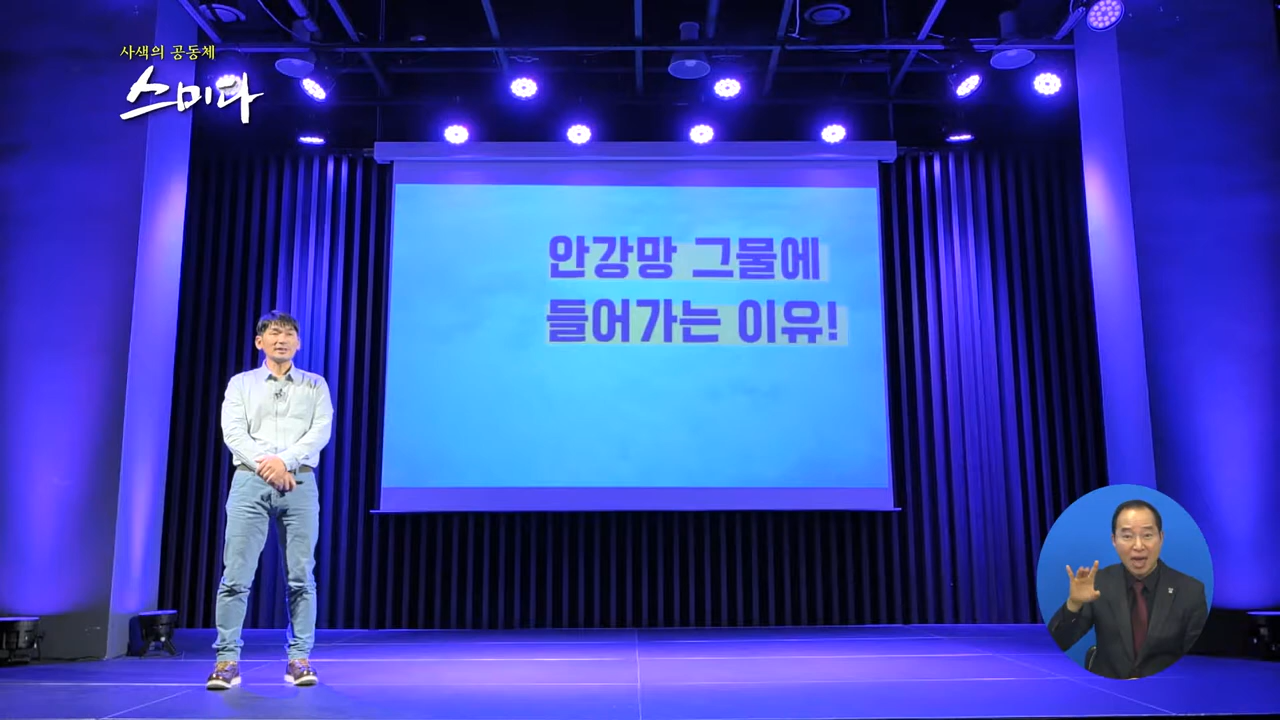 사색의 공동체
스미다
안강망 그물에
들어가는 이유!